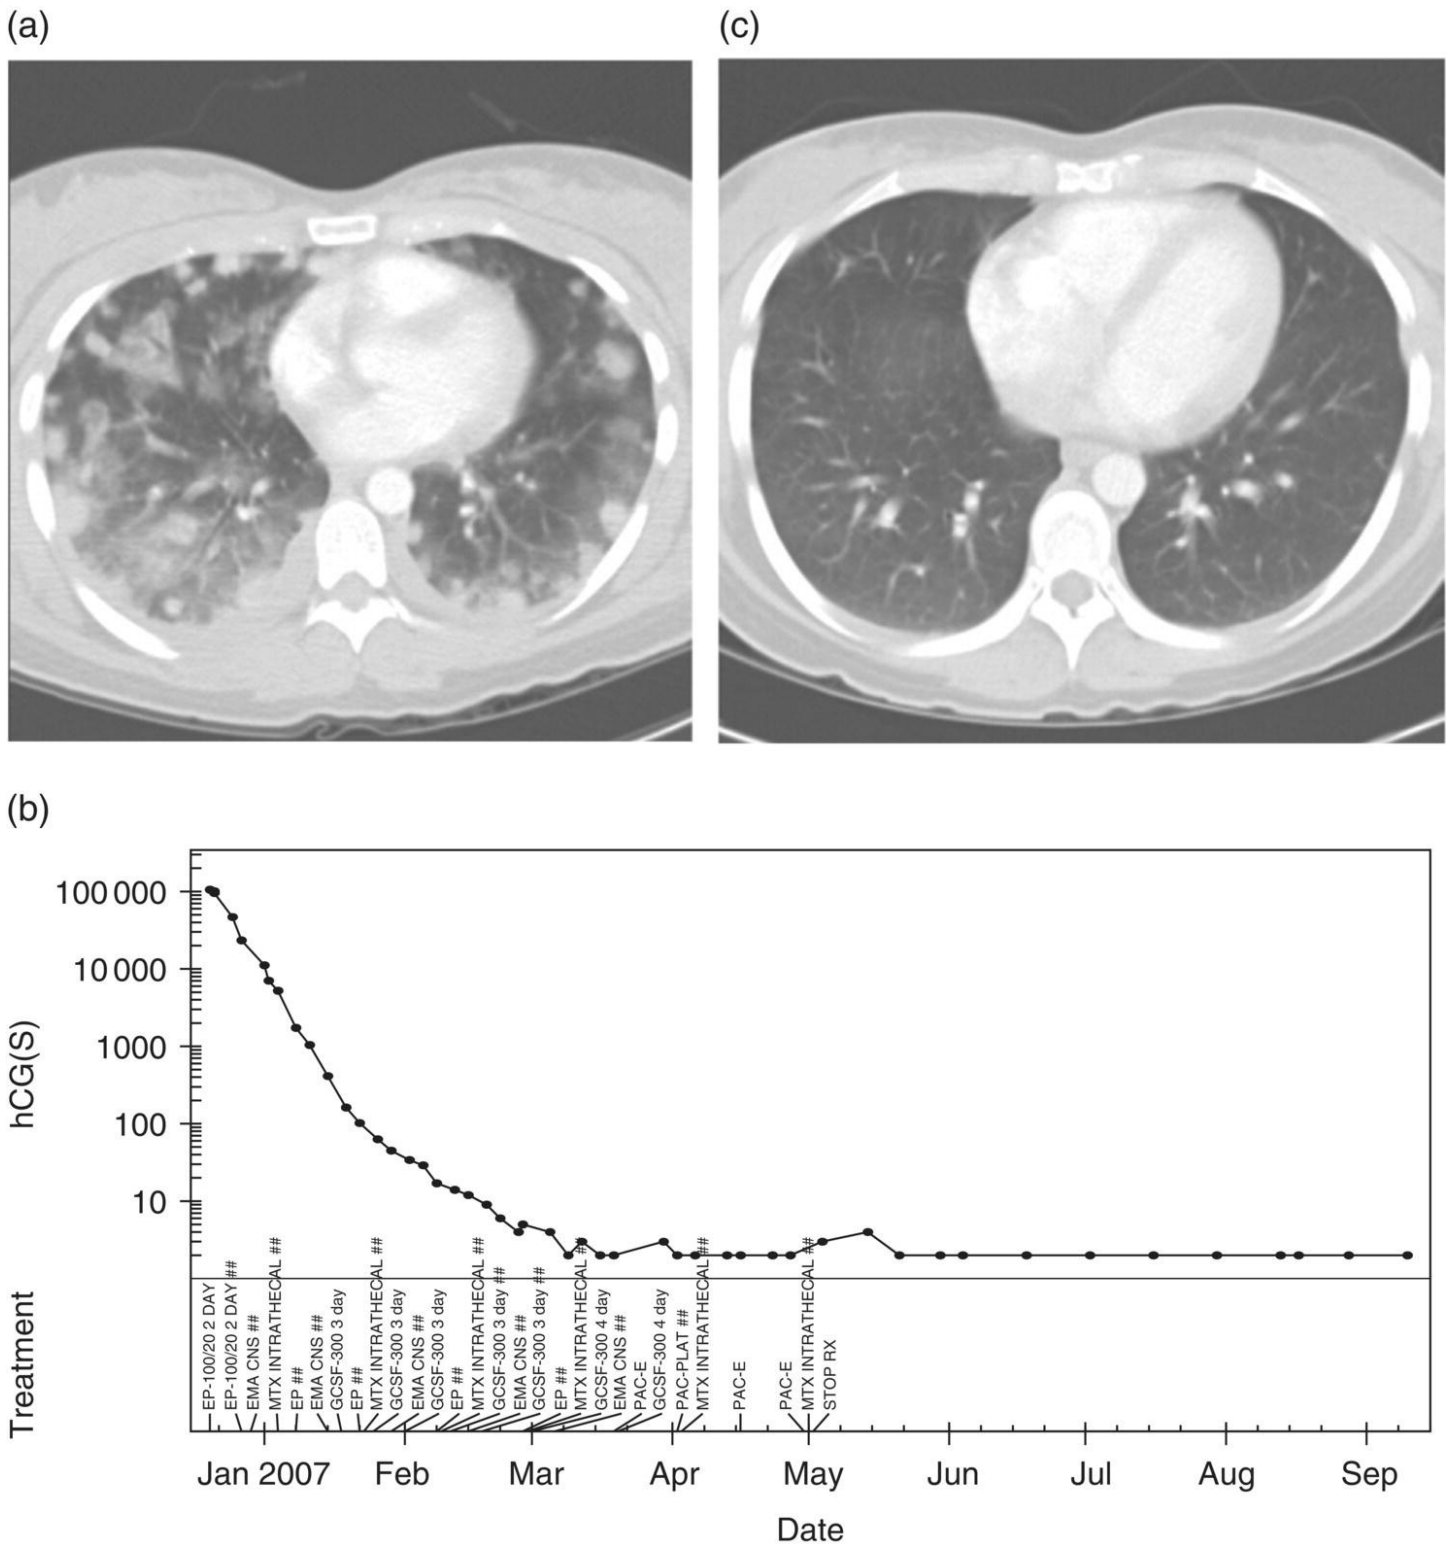 (a)
(c)
(b)
hCG(S)
100 000
10 000
1000
100
10
Treatment
EP-100/20 2 DAY
EP-100/20 2 DAY ##
EMA CNS ##
MTX INTRATHECAL ##
EP ##
EMA CNS ##
GCSF-300 3 day
EP ##
MTX INTRATHECAL ##
GCSF-300 3 day
EMA CNS ##
GCSF-300 3 day
EP ##
MTX INTRATHECAL ##
GCSF-300 3 day ##
EMA CNS ##
GCSF-300 3 day ##
EP ##
MTX INTRATHECAL ##
GCSF-300 4 day
EMA CNS ##
PAC-E
GCSF-300 4 day
PAC-PLAT ##
MTX INTRATHECAL ##
PAC-E
PAC-E
MTX INTRATHECAL ##
STOP RX
Jan 2007 Feb Mar Apr May Jun Jul Aug Sep
Date